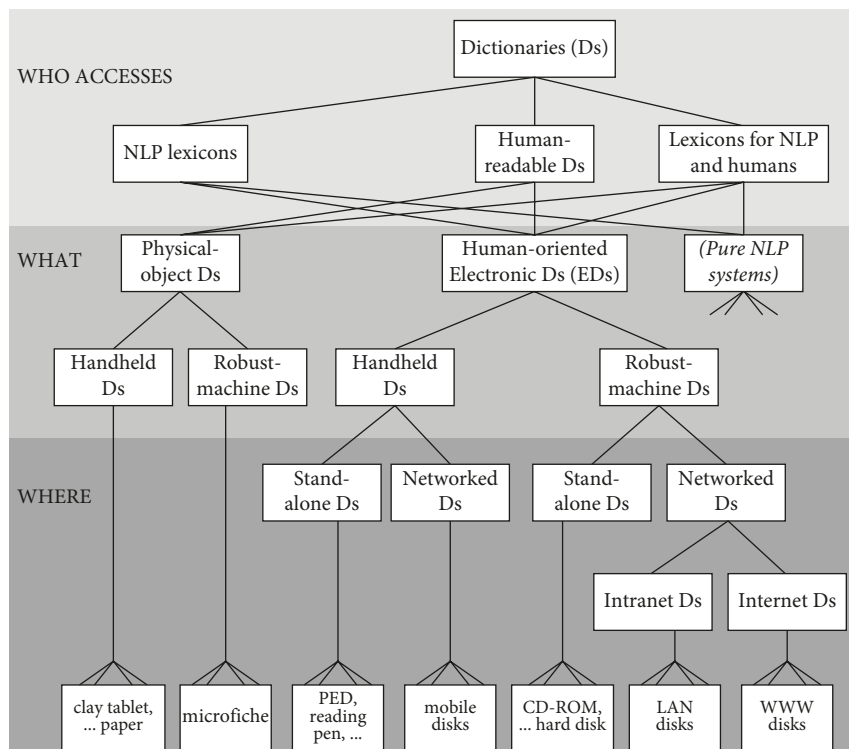 Dictionaries (Ds)
WHO ACCESSES
NLP lexicons
Human-
readable Ds
Lexicons for NLP
and humans
WHAT
Physical-
object Ds
Human-oriented
Electronic Ds (EDs)
(Pure NLP
systems)
Handheld
Ds
Robust-
machine Ds
Handheld
Ds
Robust-
machine Ds
WHERE
Stand-
alone Ds
Networked
Ds
Stand-
alone Ds
Networked
Ds
Intranet Ds
Internet Ds
clay tablet,
... paper
microfiche
PED,
reading
pen, ...
mobile
disks
CD-ROM,
... hard disk
LAN
disks
WWW
disks